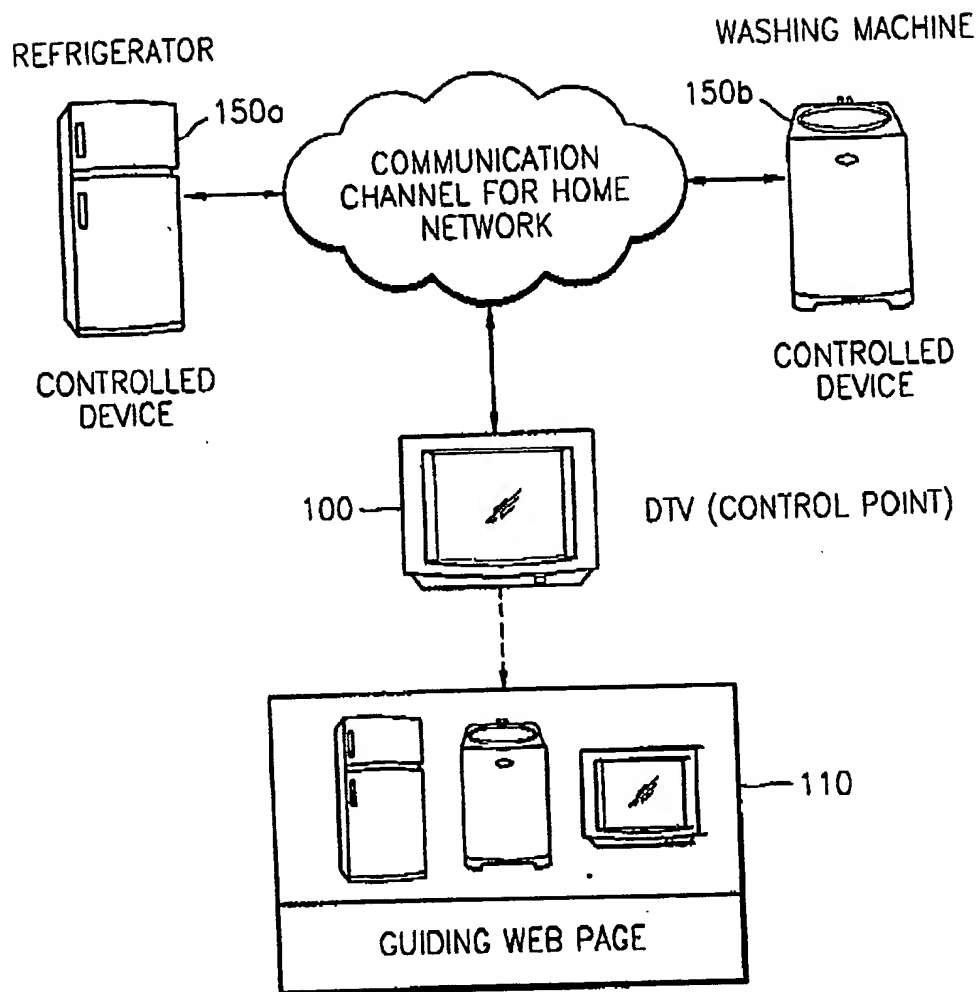 REFRIGERATOR
WASHING MACHINE
150a
150b
COMMUNICATION
CHANNEL FOR HOME
NETWORK
CONTROLLED
DEVICE
CONTROLLED
DEVICE
100
DTV (CONTROL POINT)
110
GUIDING WEB PAGE